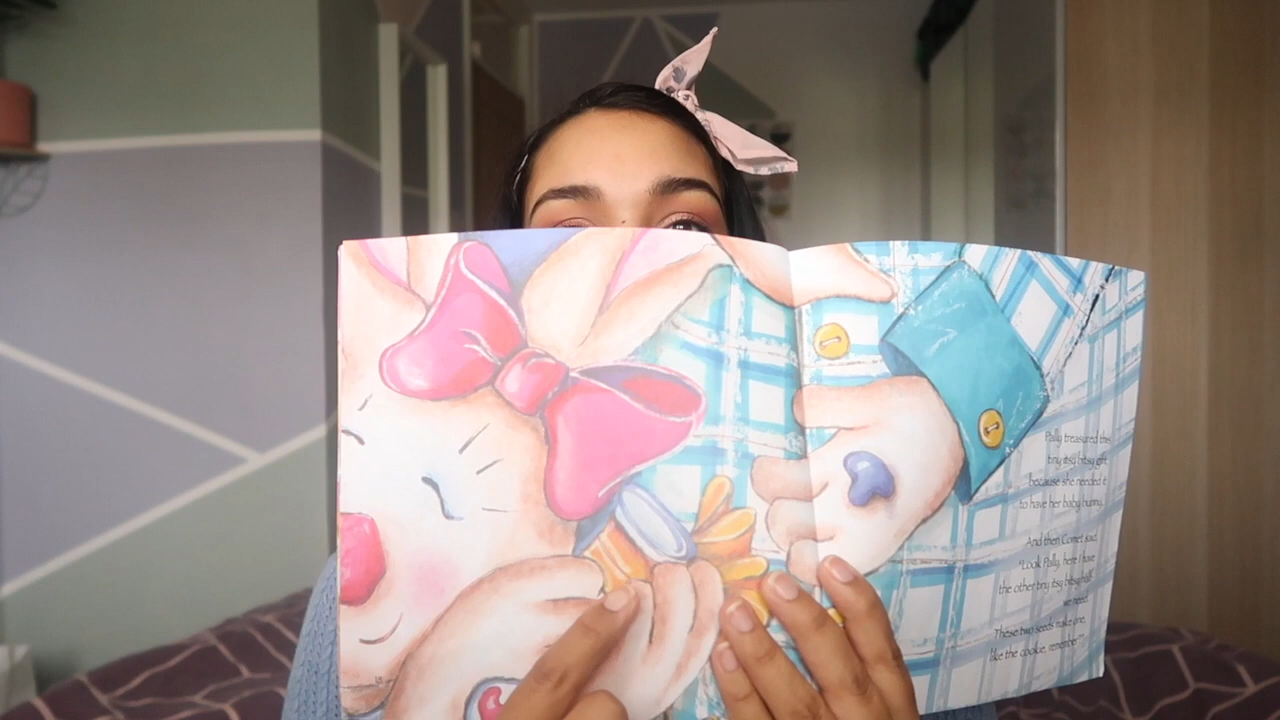 Pally treasured this
tiny itsy bitsy gift
because she needed it
to have her baby bunny.
And then Comet said,
"Look Pally, here I have
the other tiny itsy bitsy gift
we need.
These two seeds make one,
like the cookie, remember?"